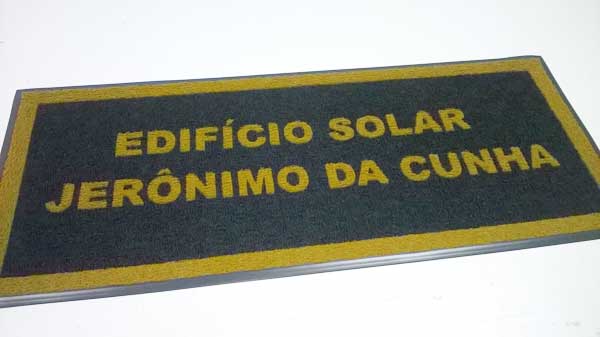 EDIFÍCIO SOLAR
JERÔNIMO DA CUNHA